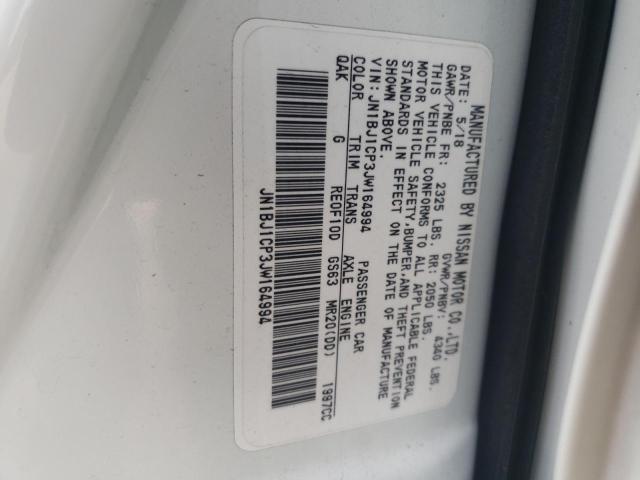 MANUFACTURED BY NISSAN MOTOR CO.,LTD.
DATE: 5/18 GVWR/PNBV: 4340 LBS.
GAWR/PNBE FR: 2325 LBS. RR: 2050 LBS.
THIS VEHICLE CONFORMS TO ALL APPLICABLE FEDERAL
MOTOR VEHICLE SAFETY,BUMPER,AND THEFT PREVENTION
STANDARDS IN EFFECT ON THE DATE OF MANUFACTURE
SHOWN ABOVE.
VIN:JN1BJ1CP3JW164994 PASSENGER CAR
COLOR TRIM TRANS AXLE ENGINE
QAK G RE0F10D GS63 MR20(DD) 1997CC
JN1BJ1CP3JW164994